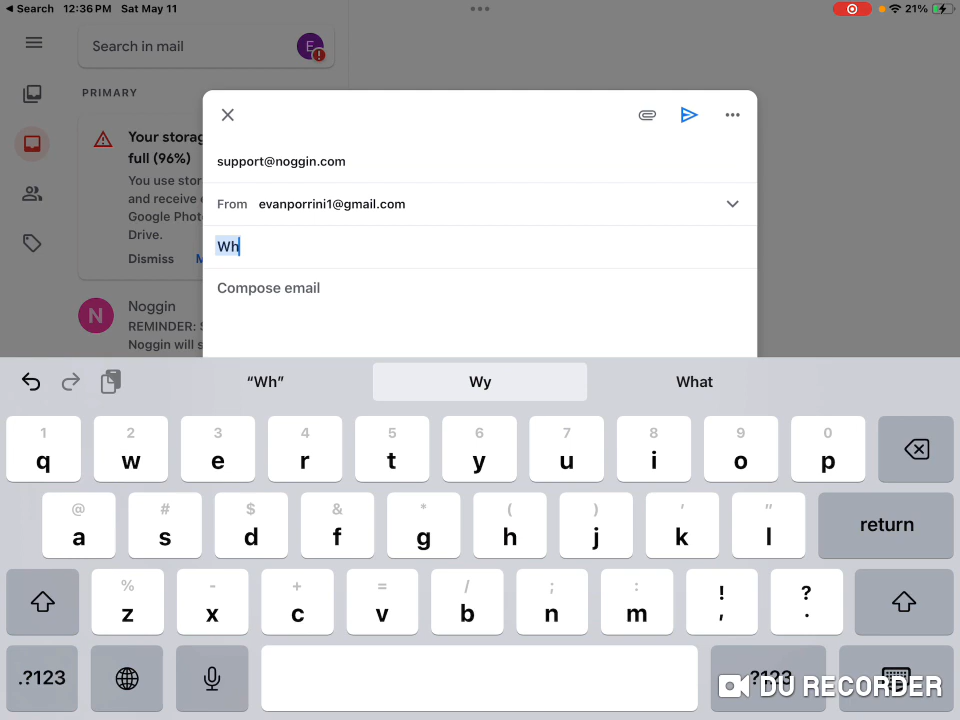 ◀ Search 12:36 PM Sat May 11
21%
Search in mail
E
PRIMARY
Your storag
full (96%)
You use stor
and receive e
Google Phot
Drive.
Dismiss M
N
Noggin
REMINDER: S
Noggin will s
support@noggin.com
From evanporrini1@gmail.com
Wh
Compose email
“Wh” Wy What
1 2 3 4 5 6 7 8 9 0
q w e r t y u i o p
@ # $ & * ( ) ' "
a s d f g h j k l return
% - + = / ; : ! ?
z x c v b n m , .
.?123 .?123
DU RECORDER